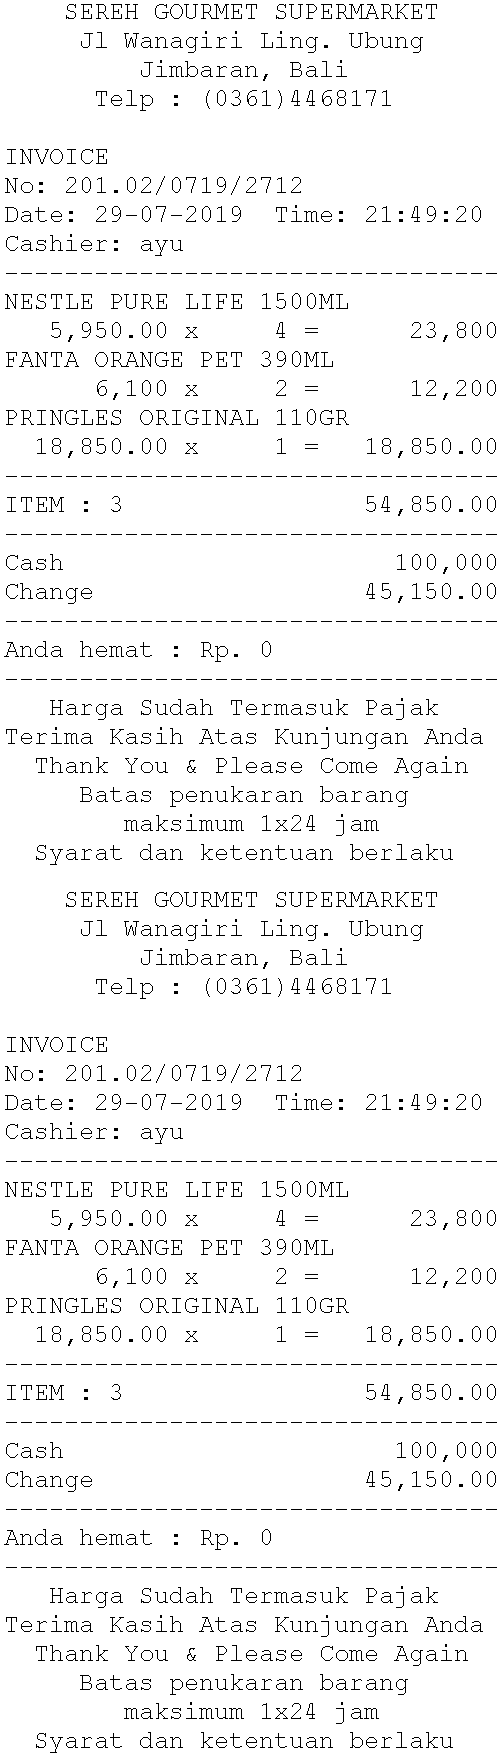 SEREH GOURMET SUPERMARKET
Jl Wanagiri Ling. Ubung
Jimbaran, Bali
Telp : (0361)4468171
INVOICE
No: 201.02/0719/2712
Date: 29-07-2019 Time: 21:49:20
Cashier: ayu
---------------------------------
NESTLE PURE LIFE 1500ML
5,950.00 x 4 = 23,800
FANTA ORANGE PET 390ML
6,100 x 2 = 12,200
PRINGLES ORIGINAL 110GR
18,850.00 x 1 = 18,850.00
---------------------------------
ITEM : 3 54,850.00
---------------------------------
Cash 100,000
Change 45,150.00
---------------------------------
Anda hemat : Rp. 0
---------------------------------
Harga Sudah Termasuk Pajak
Terima Kasih Atas Kunjungan Anda
Thank You & Please Come Again
Batas penukaran barang
maksimum 1x24 jam
Syarat dan ketentuan berlaku
SEREH GOURMET SUPERMARKET
Jl Wanagiri Ling. Ubung
Jimbaran, Bali
Telp : (0361)4468171
INVOICE
No: 201.02/0719/2712
Date: 29-07-2019 Time: 21:49:20
Cashier: ayu
---------------------------------
NESTLE PURE LIFE 1500ML
5,950.00 x 4 = 23,800
FANTA ORANGE PET 390ML
6,100 x 2 = 12,200
PRINGLES ORIGINAL 110GR
18,850.00 x 1 = 18,850.00
---------------------------------
ITEM : 3 54,850.00
---------------------------------
Cash 100,000
Change 45,150.00
---------------------------------
Anda hemat : Rp. 0
---------------------------------
Harga Sudah Termasuk Pajak
Terima Kasih Atas Kunjungan Anda
Thank You & Please Come Again
Batas penukaran barang
maksimum 1x24 jam
Syarat dan ketentuan berlaku